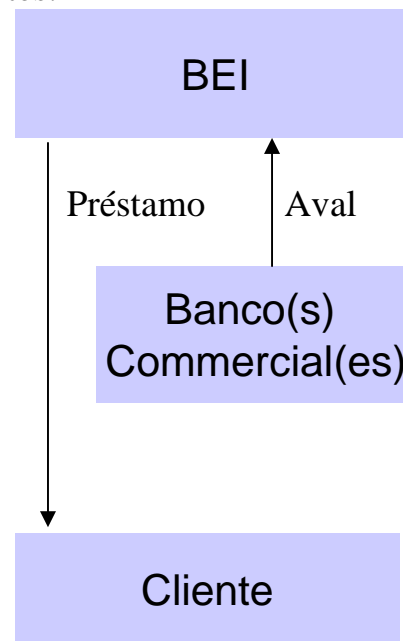 BEI
Préstamo
Aval
Banco(s)
Commercial(es)
Cliente